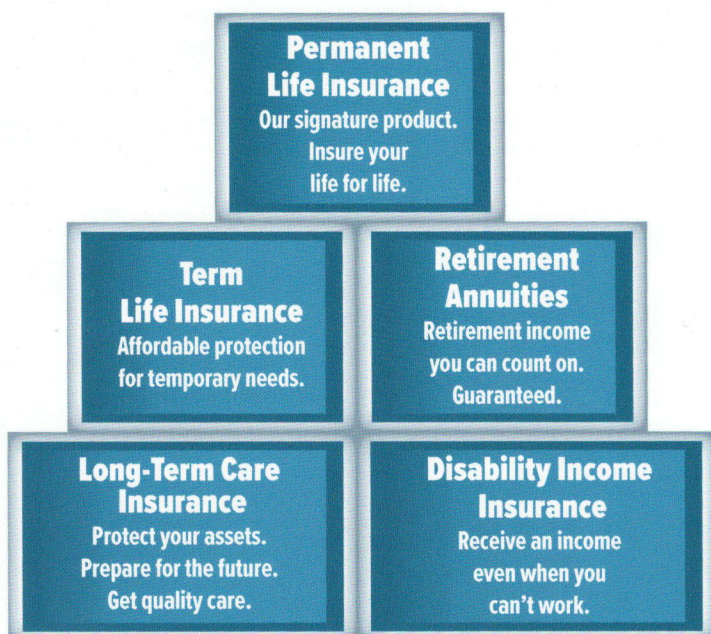 Permanent
Life Insurance
Our signature product.
Insure your
life for life.
Term
Life Insurance
Affordable protection
for temporary needs.
Retirement
Annuities
Retirement income
you can count on.
Guaranteed.
Long-Term Care
Insurance
Protect your assets.
Prepare for the future.
Get quality care.
Disability Income
Insurance
Receive an income
even when you
can't work.